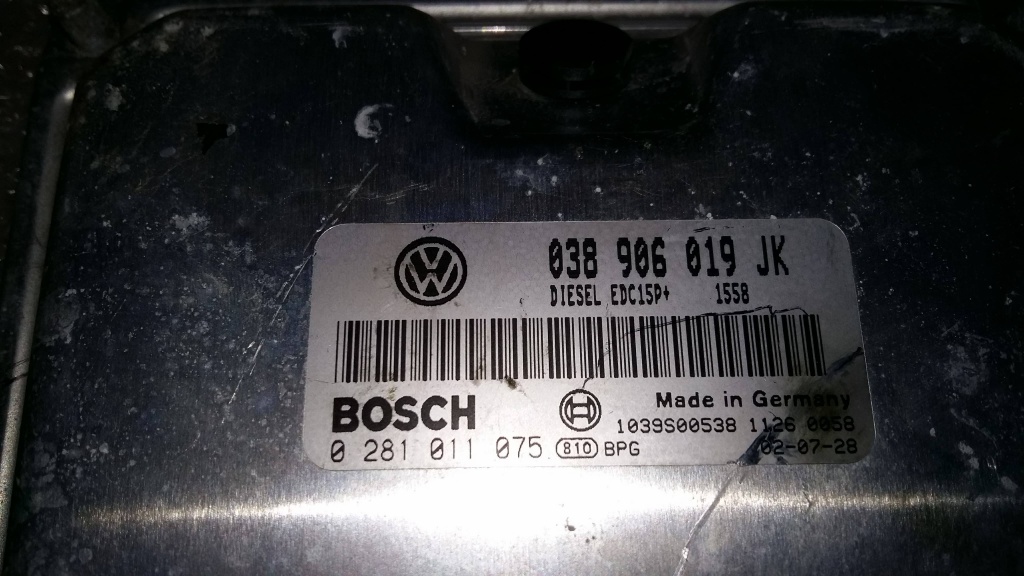 038 906 019 JK
DIESEL EDC15P+ 1558
BOSCH
Made in Germany
1039S00538 1126 0058
0 281 011 075 810 BPG 02-07-28